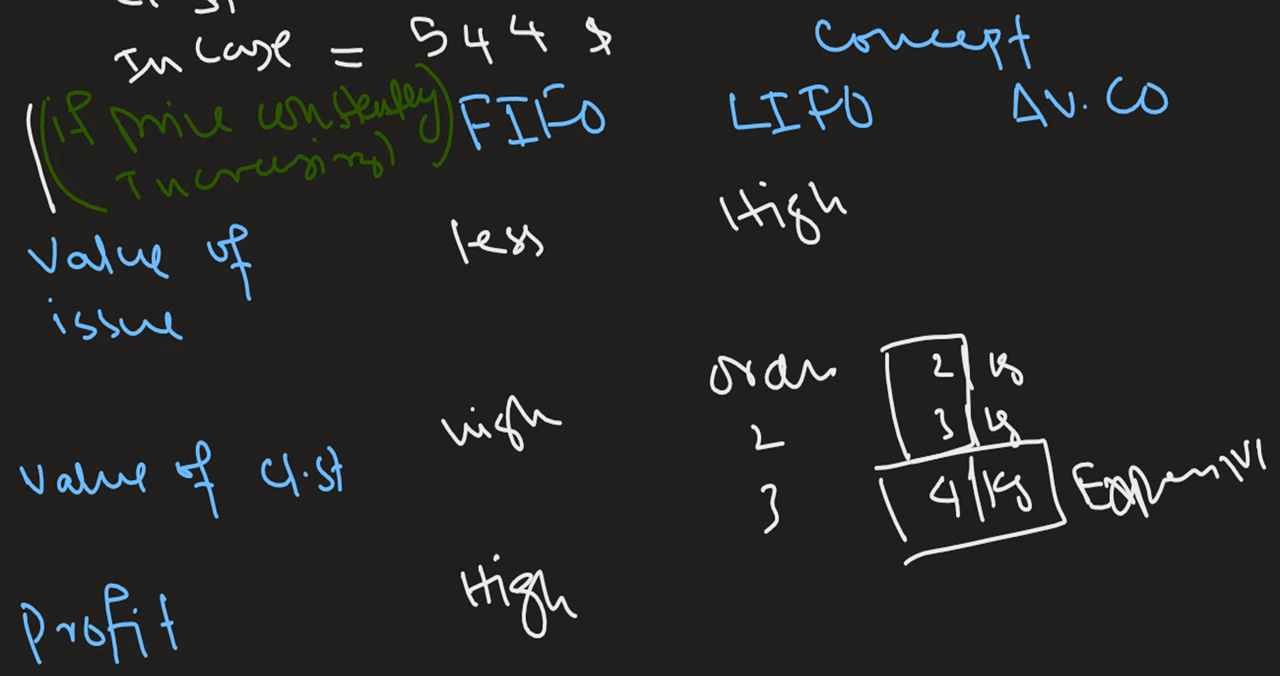 In Case = 544 $
Concept
(if price constantly increasing) FIFO LIFO AV. CO
Value of issue less High
order 2/kg
2 3/kg
Value of cl.st high
3 4/kg Expensive
Profit High